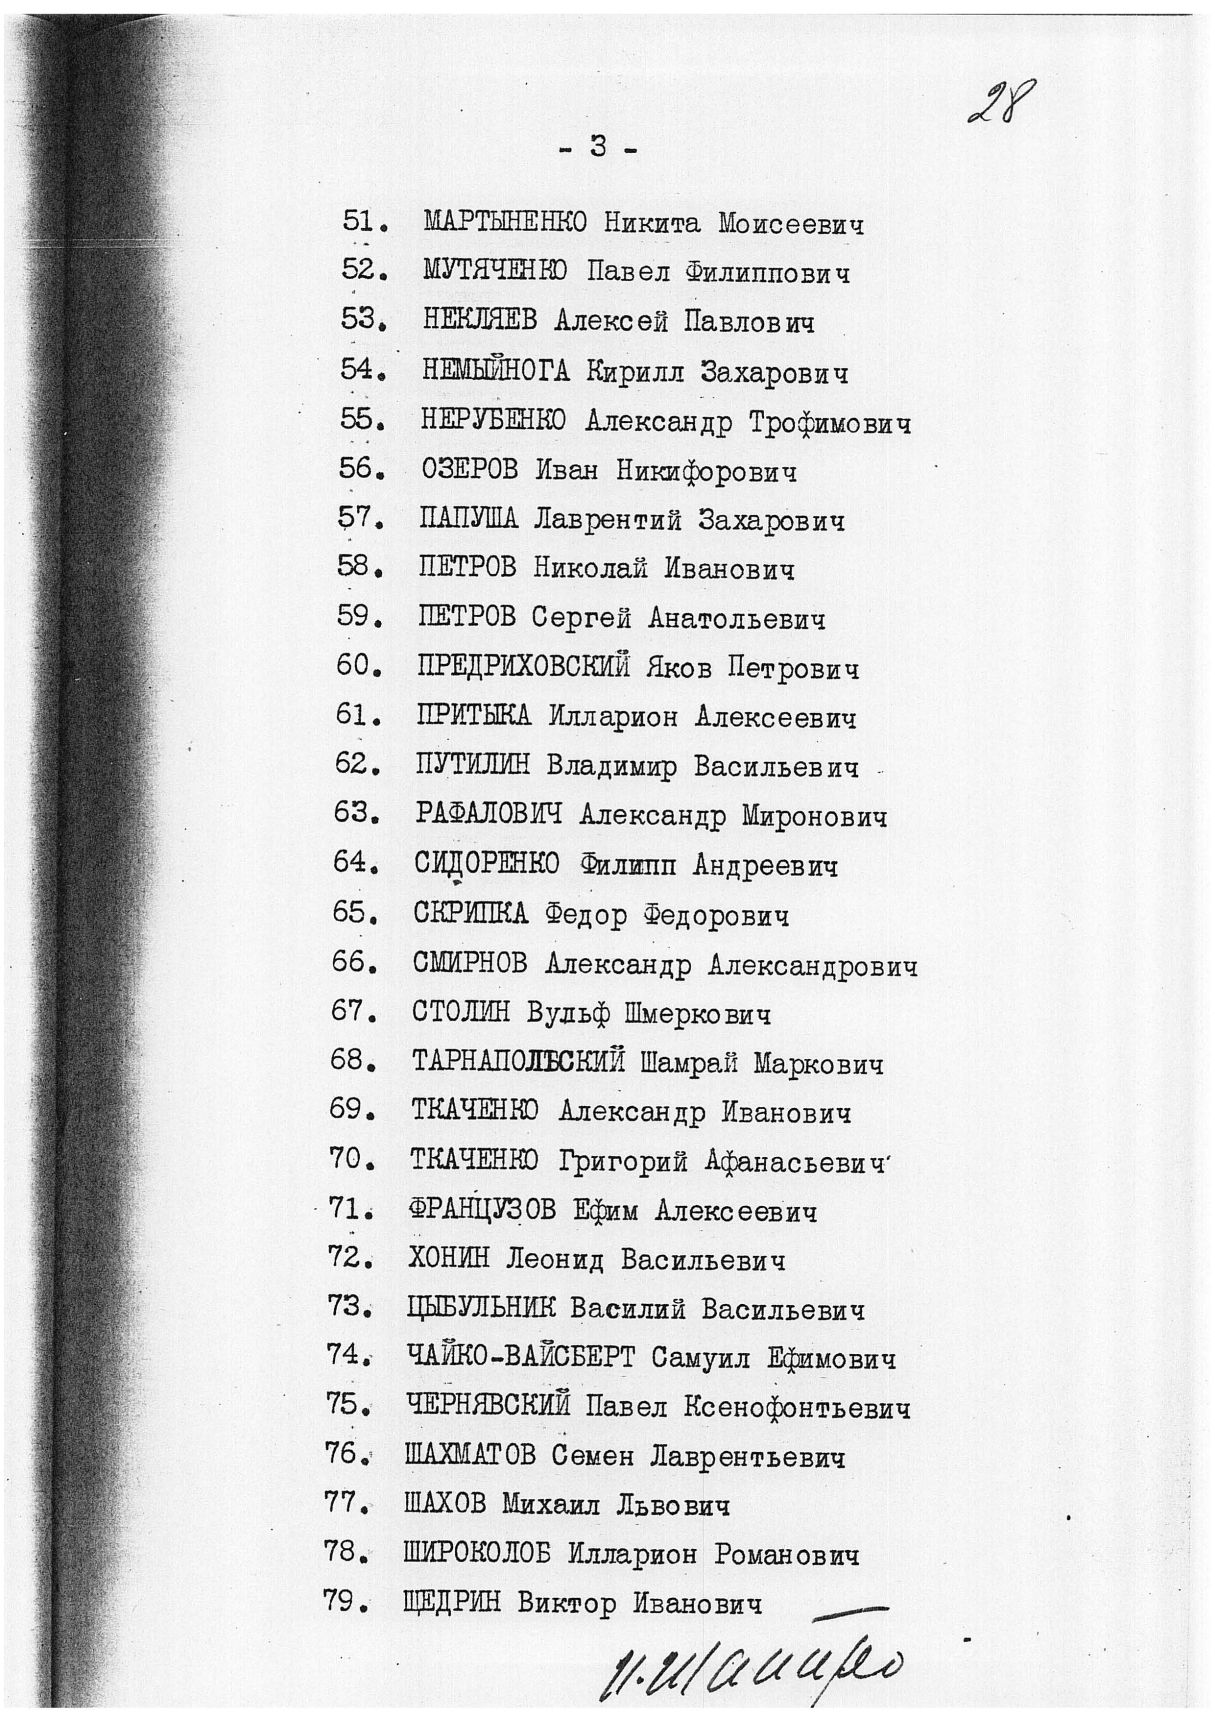 28
- 3 -
51. МАРТЫНЕНКО Никита Моисеевич
52. МУТЯЧЕНКО Павел Филиппович
53. НЕКЛЯЕВ Алексей Павлович
54. НЕМЫЙНОГА Кирилл Захарович
55. НЕРУБЕНКО Александр Трофимович
56. ОЗЕРОВ Иван Никифорович
57. ПАПУША Лаврентий Захарович
58. ПЕТРОВ Николай Иванович
59. ПЕТРОВ Сергей Анатольевич
60. ПРЕДРИХОВСКИЙ Яков Петрович
61. ПРИТЫКА Илларион Алексеевич
62. ПУТИЛИН Владимир Васильевич
63. РАФАЛОВИЧ Александр Миронович
64. СИДОРЕНКО Филипп Андреевич
65. СКРИПКА Федор Федорович
66. СМИРНОВ Александр Александрович
67. СТОЛИН Вульф Шмеркович
68. ТАРНАПОЛЬСКИЙ Шамрай Маркович
69. ТКАЧЕНКО Александр Иванович
70. ТКАЧЕНКО Григорий Афанасьевич
71. ФРАНЦУЗОВ Ефим Алексеевич
72. ХОНИН Леонид Васильевич
73. ЦЫБУЛЬНИК Василий Васильевич
74. ЧАЙКО-ВАЙСБЕРТ Самуил Ефимович
75. ЧЕРНЯВСКИЙ Павел Ксенофонтьевич
76. ШАХМАТОВ Семен Лаврентьевич
77. ШАХОВ Михаил Львович
78. ШИРОКОЛОБ Илларион Романович
79. ЩЕДРИН Виктор Иванович
И. Шапиро